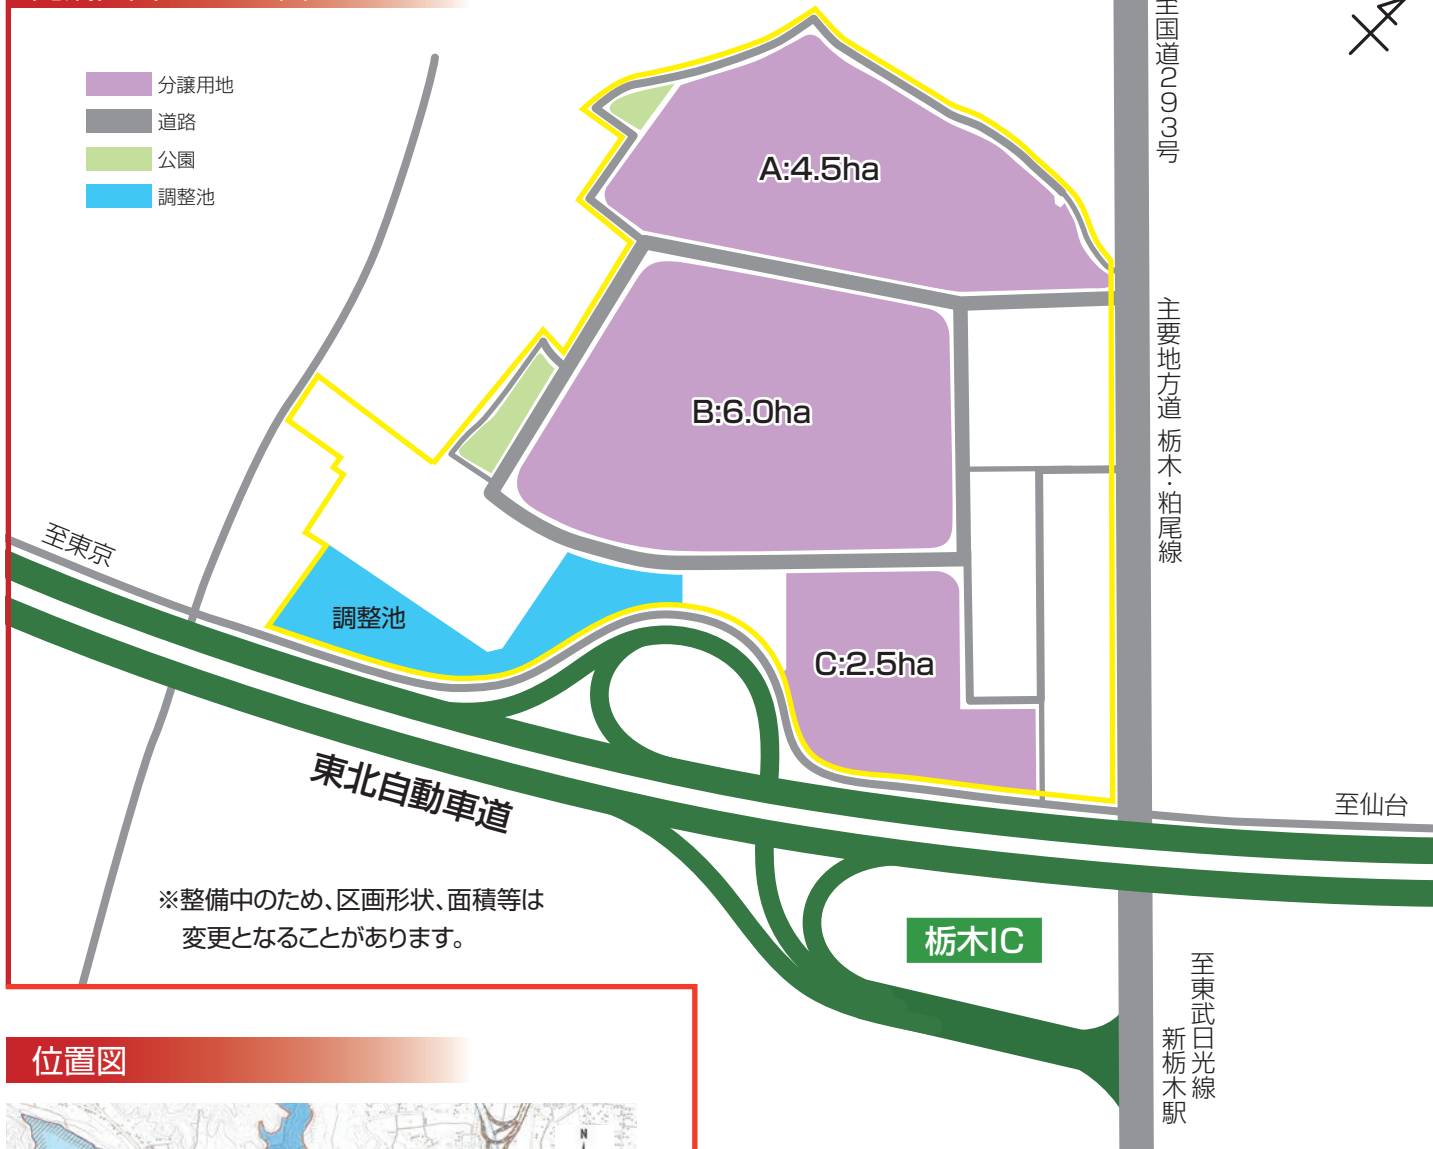 分譲用地
道路
公園
調整池
A:4.5ha
B:6.0ha
C:2.5ha
調整池
至東京
東北自動車道
至仙台
至国道293号
主要地方道 栃木・粕尾線
※整備中のため、区画形状、面積等は
変更となることがあります。
栃木IC
至東武日光線
新栃木駅
位置図
N